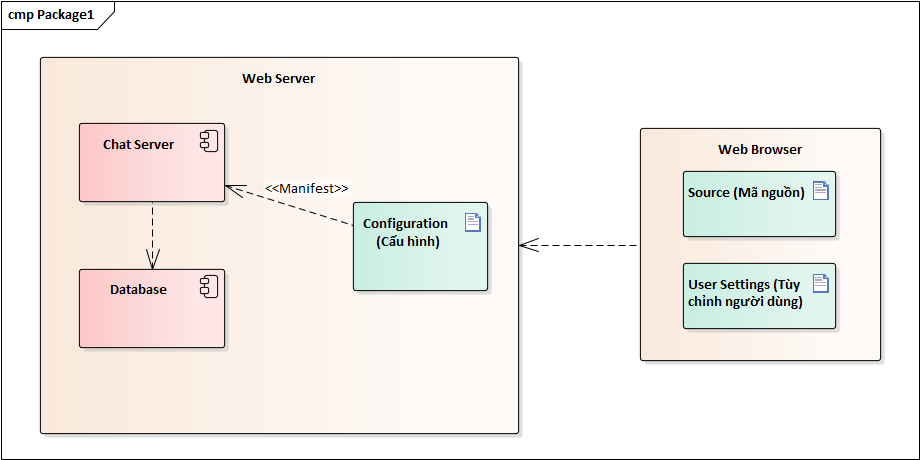 cmp Package1
Web Server
Chat Server
<<Manifest>>
Configuration
(Cấu hình)
Database
Web Browser
Source (Mã nguồn)
User Settings (Tùy
chỉnh người dùng)